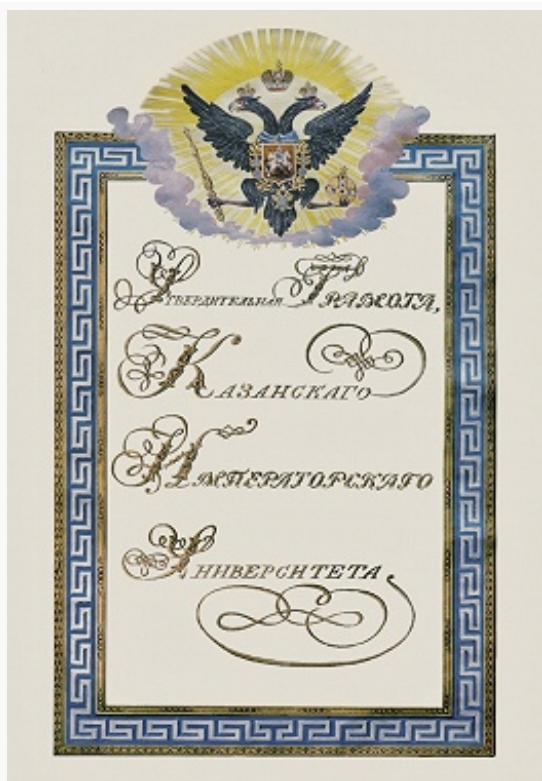 Утвердительная Грамота,
Казанскаго
Императорскаго
Университета